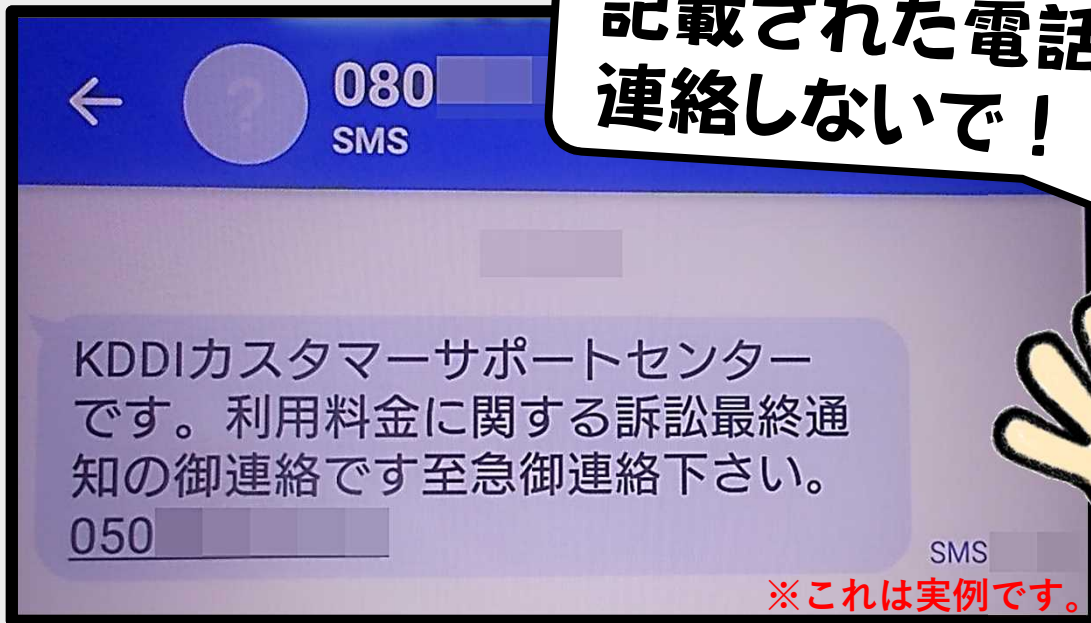 記載された電話
連絡しないで！
080
SMS
KDDIカスタマーサポートセンター
です。利用料金に関する訴訟最終通
知の御連絡です至急御連絡下さい。
050
SMS
※これは実例です。